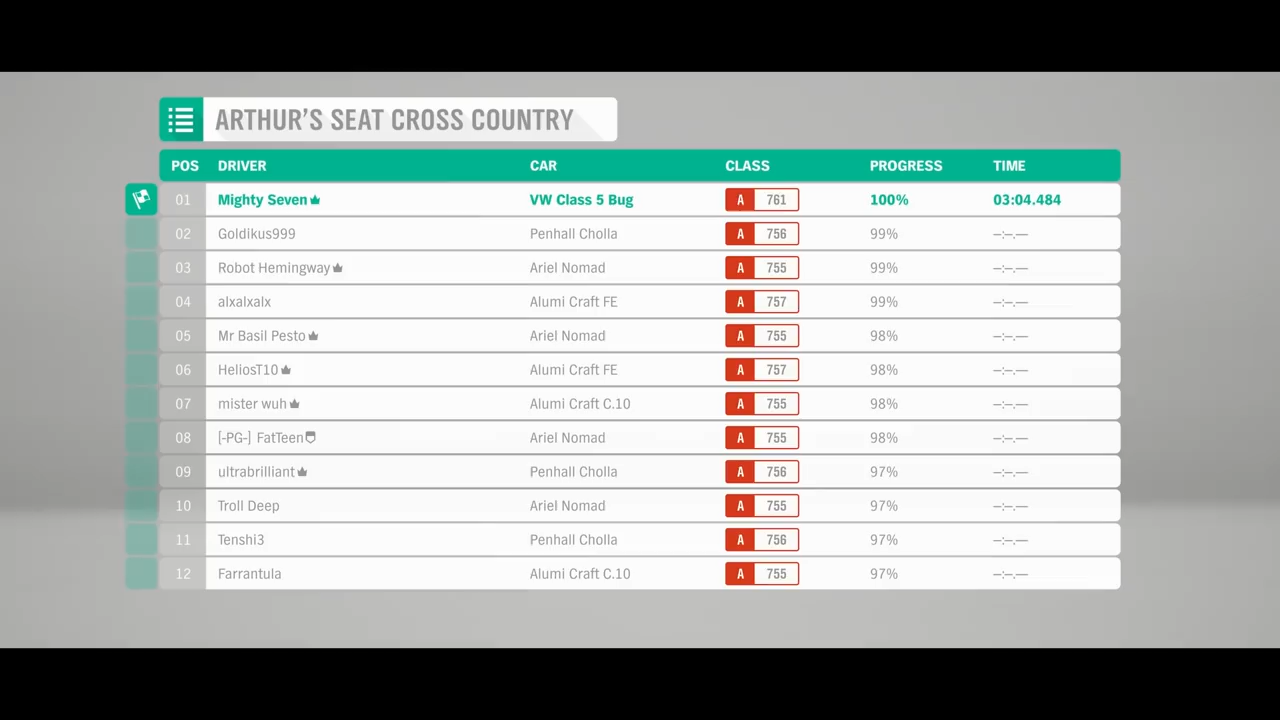 ARTHUR’S SEAT CROSS COUNTRY
POS DRIVER CAR CLASS PROGRESS TIME
01 Mighty Seven VW Class 5 Bug A 761 100% 03:04.484
02 Goldikus999 Penhall Cholla A 756 99% –:–.––
03 Robot Hemingway Ariel Nomad A 755 99% –:–.––
04 alxalxalx Alumi Craft FE A 757 99% –:–.––
05 Mr Basil Pesto Ariel Nomad A 755 98% –:–.––
06 HeliosT10 Alumi Craft FE A 757 98% –:–.––
07 mister wuh Alumi Craft C.10 A 755 98% –:–.––
08 [-PG-] FatTeen Ariel Nomad A 755 98% –:–.––
09 ultrabrilliant Penhall Cholla A 756 97% –:–.––
10 Troll Deep Ariel Nomad A 755 97% –:–.––
11 Tenshi3 Penhall Cholla A 756 97% –:–.––
12 Farrantula Alumi Craft C.10 A 755 97% –:–.––